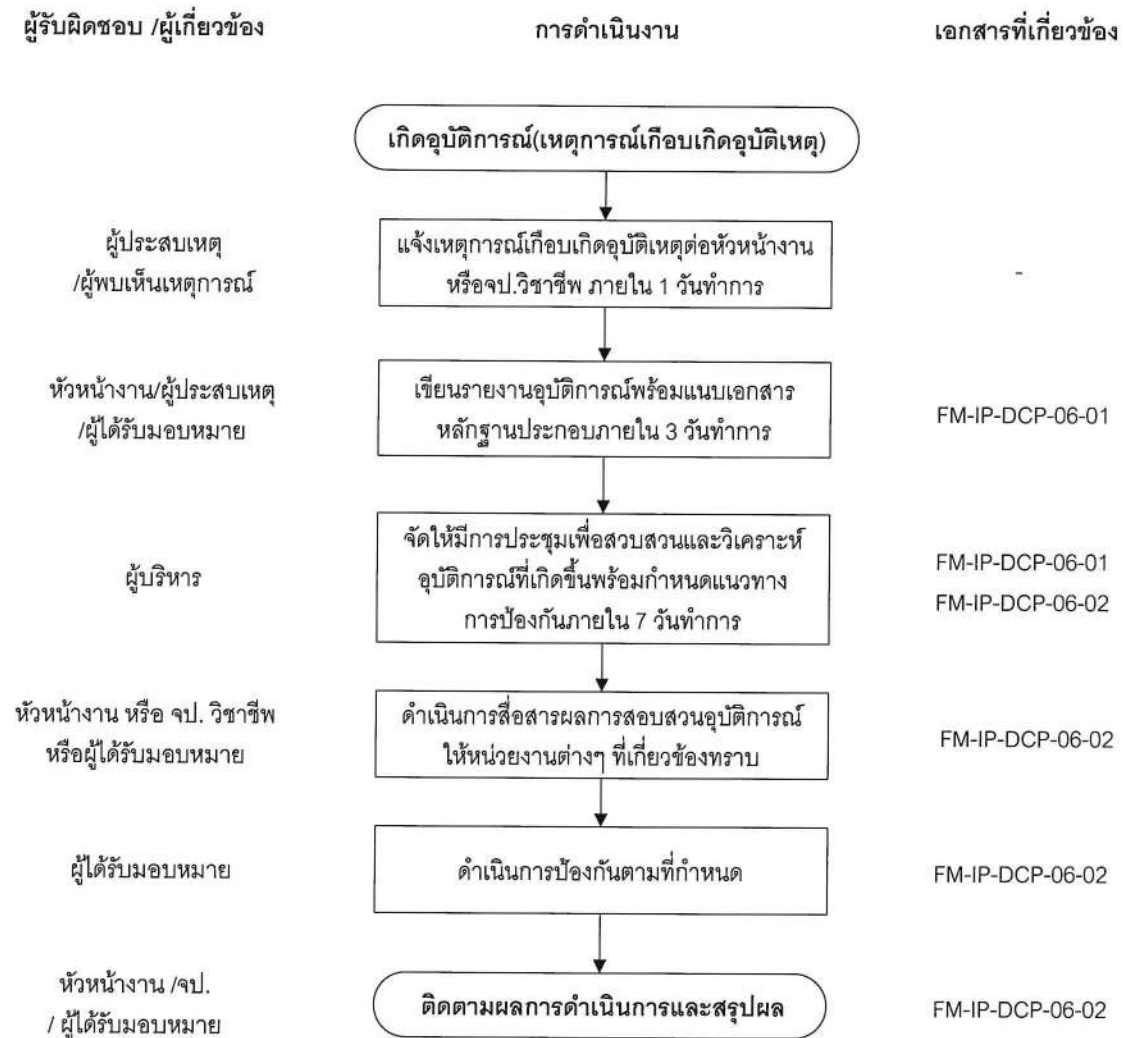 ผู้รับผิดชอบ /ผู้เกี่ยวข้อง
การดำเนินงาน
เอกสารที่เกี่ยวข้อง
เกิดอุบัติการณ์(เหตุการณ์เกือบเกิดอุบัติเหตุ)
ผู้ประสบเหตุ
/ผู้พบเห็นเหตุการณ์
แจ้งเหตุการณ์เกือบเกิดอุบัติเหตุต่อหัวหน้างาน
หรือจป.วิชาชีพ ภายใน 1 วันทำการ
-
หัวหน้างาน/ผู้ประสบเหตุ
/ผู้ได้รับมอบหมาย
เขียนรายงานอุบัติการณ์พร้อมแนบเอกสาร
หลักฐานประกอบภายใน 3 วันทำการ
FM-IP-DCP-06-01
ผู้บริหาร
จัดให้มีการประชุมเพื่อสวบสวนและวิเคราะห์
อุบัติการณ์ที่เกิดขึ้นพร้อมกำหนดแนวทาง
การป้องกันภายใน 7 วันทำการ
FM-IP-DCP-06-01
FM-IP-DCP-06-02
หัวหน้างาน หรือ จป. วิชาชีพ
หรือผู้ได้รับมอบหมาย
ดำเนินการสื่อสารผลการสอบสวนอุบัติการณ์
ให้หน่วยงานต่างๆ ที่เกี่ยวข้องทราบ
FM-IP-DCP-06-02
ผู้ได้รับมอบหมาย
ดำเนินการป้องกันตามที่กำหนด
FM-IP-DCP-06-02
หัวหน้างาน /จป.
/ ผู้ได้รับมอบหมาย
ติดตามผลการดำเนินการและสรุปผล
FM-IP-DCP-06-02